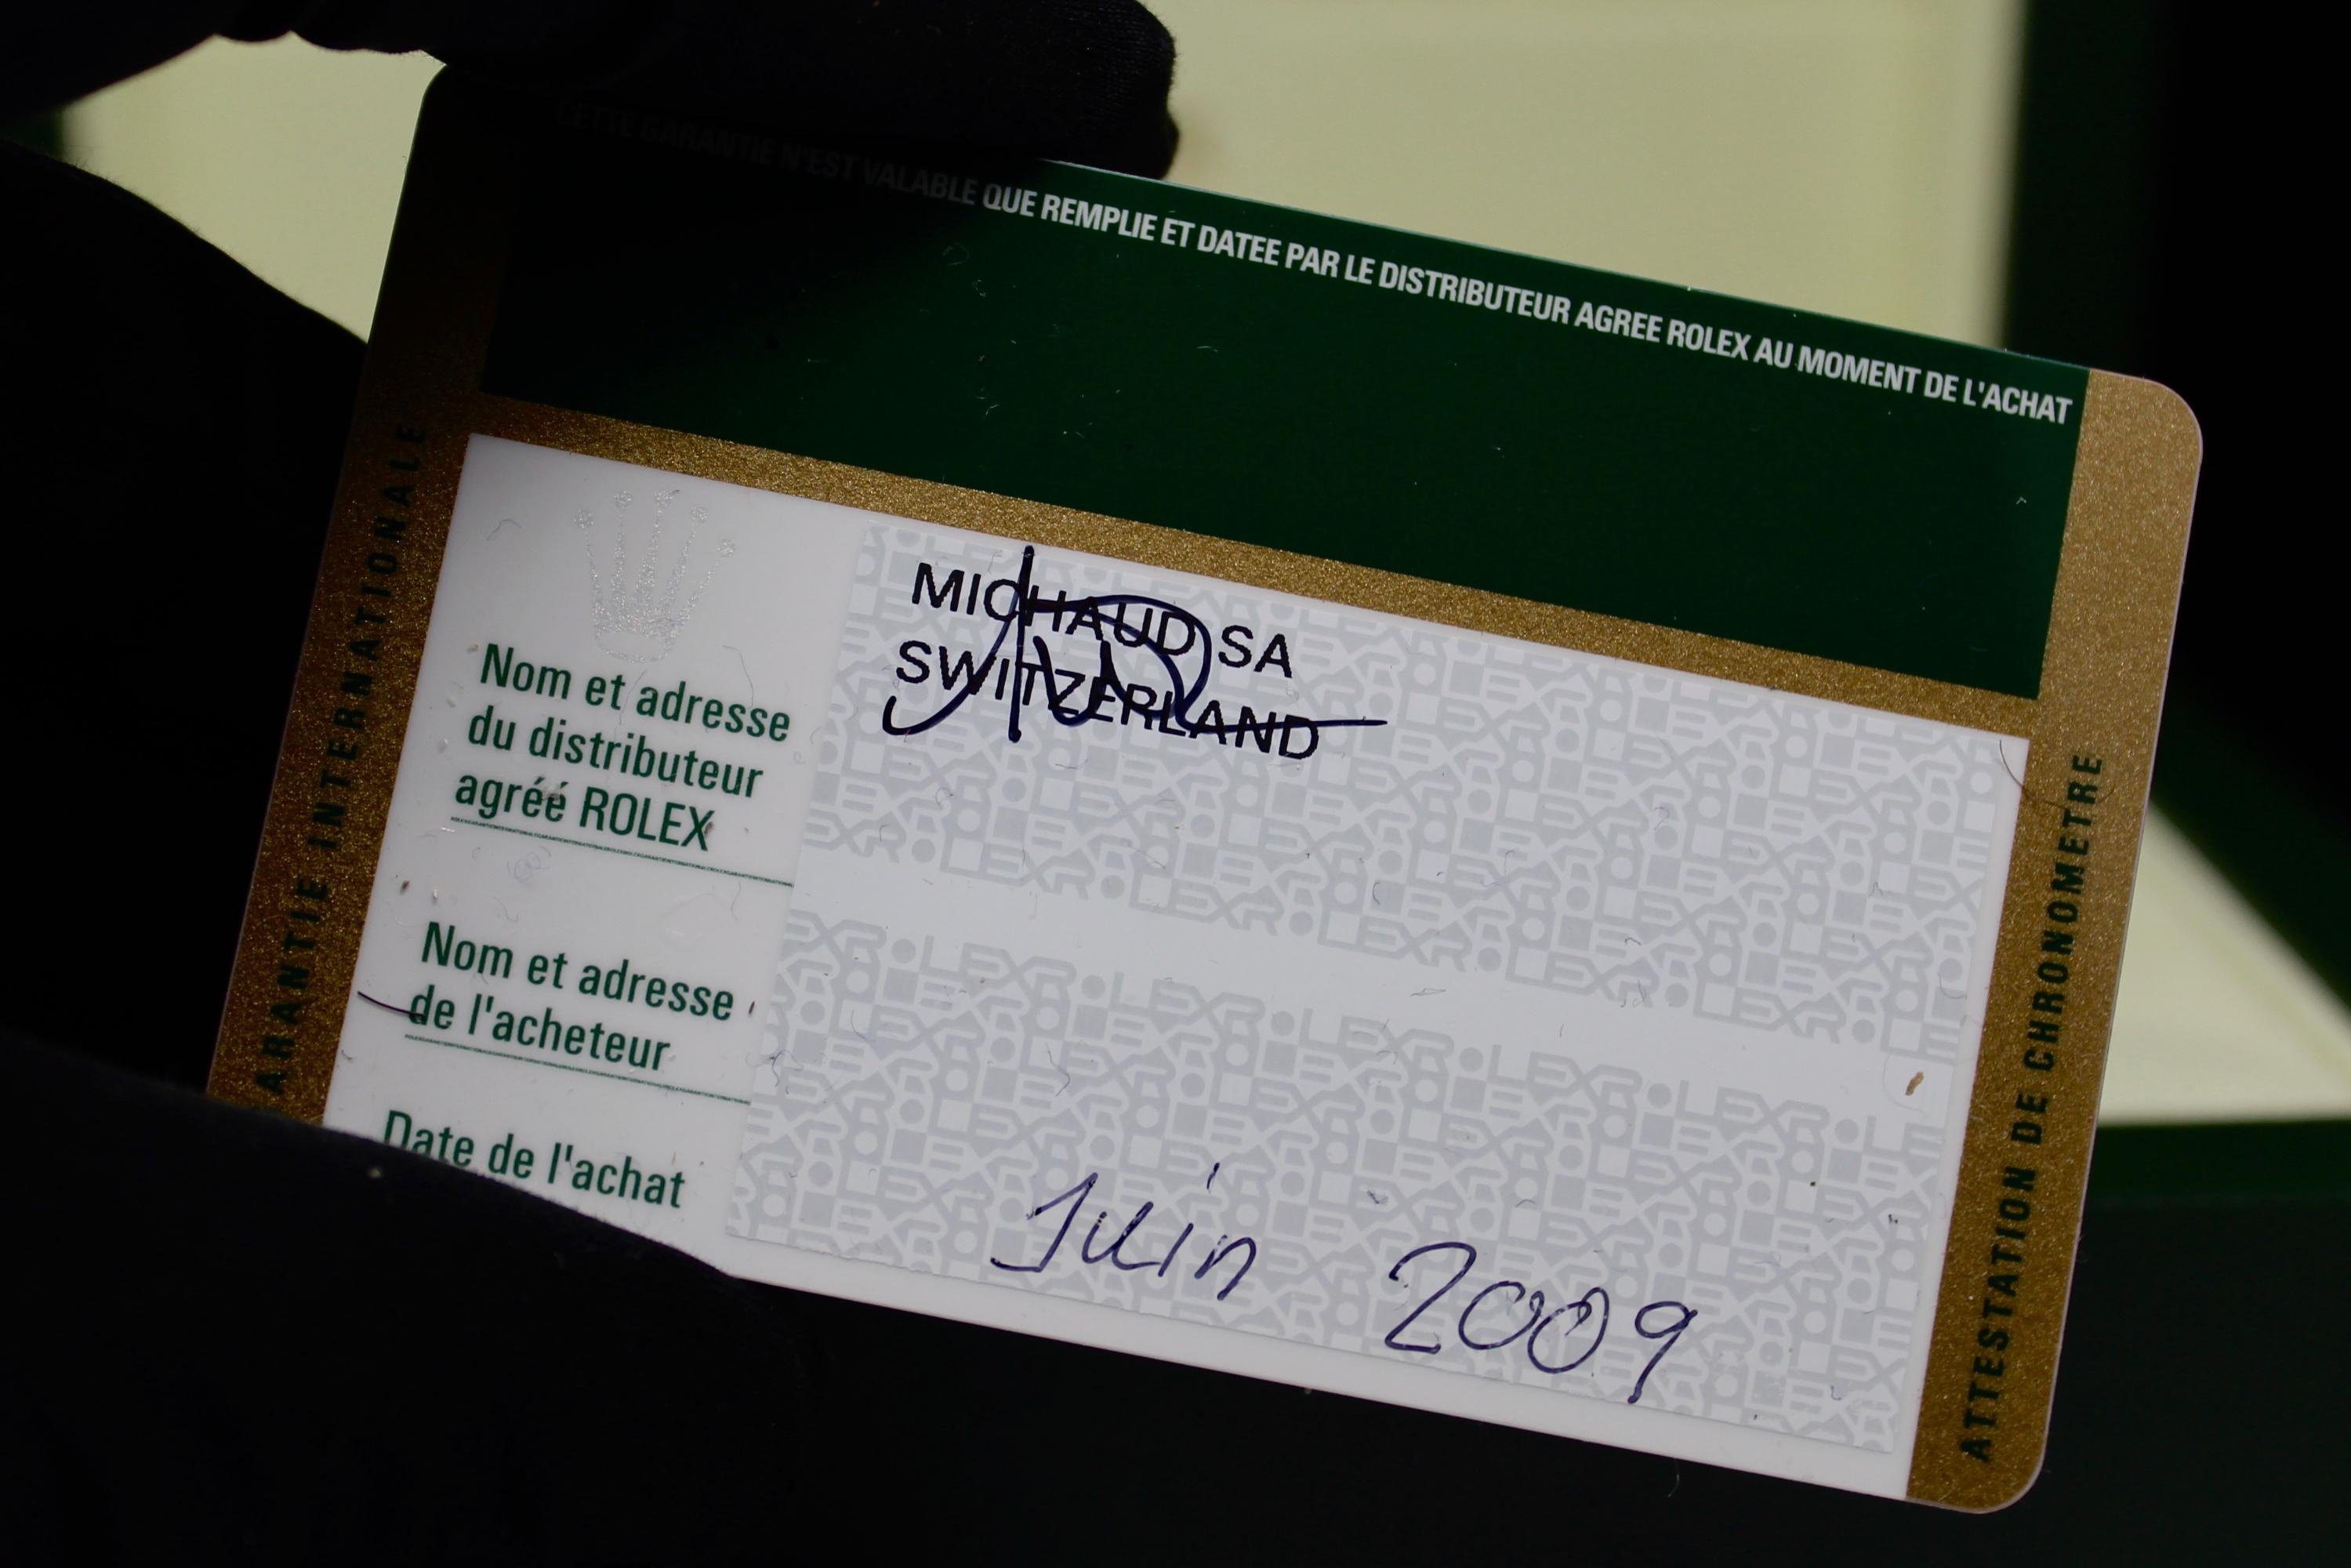 CETTE GARANTIE N'EST VALABLE QUE REMPLIE ET DATEE PAR LE DISTRIBUTEUR AGREE ROLEX AU MOMENT DE L'ACHAT
ARANTIE INTERNATIONALE
Nom et adresse
du distributeur
agréé ROLEX
MICHAUD SA
SWITZERLAND
Nom et adresse
de l'acheteur
Date de l'achat
Juin 2009
ATTESTATION DE CHRONOMETRE